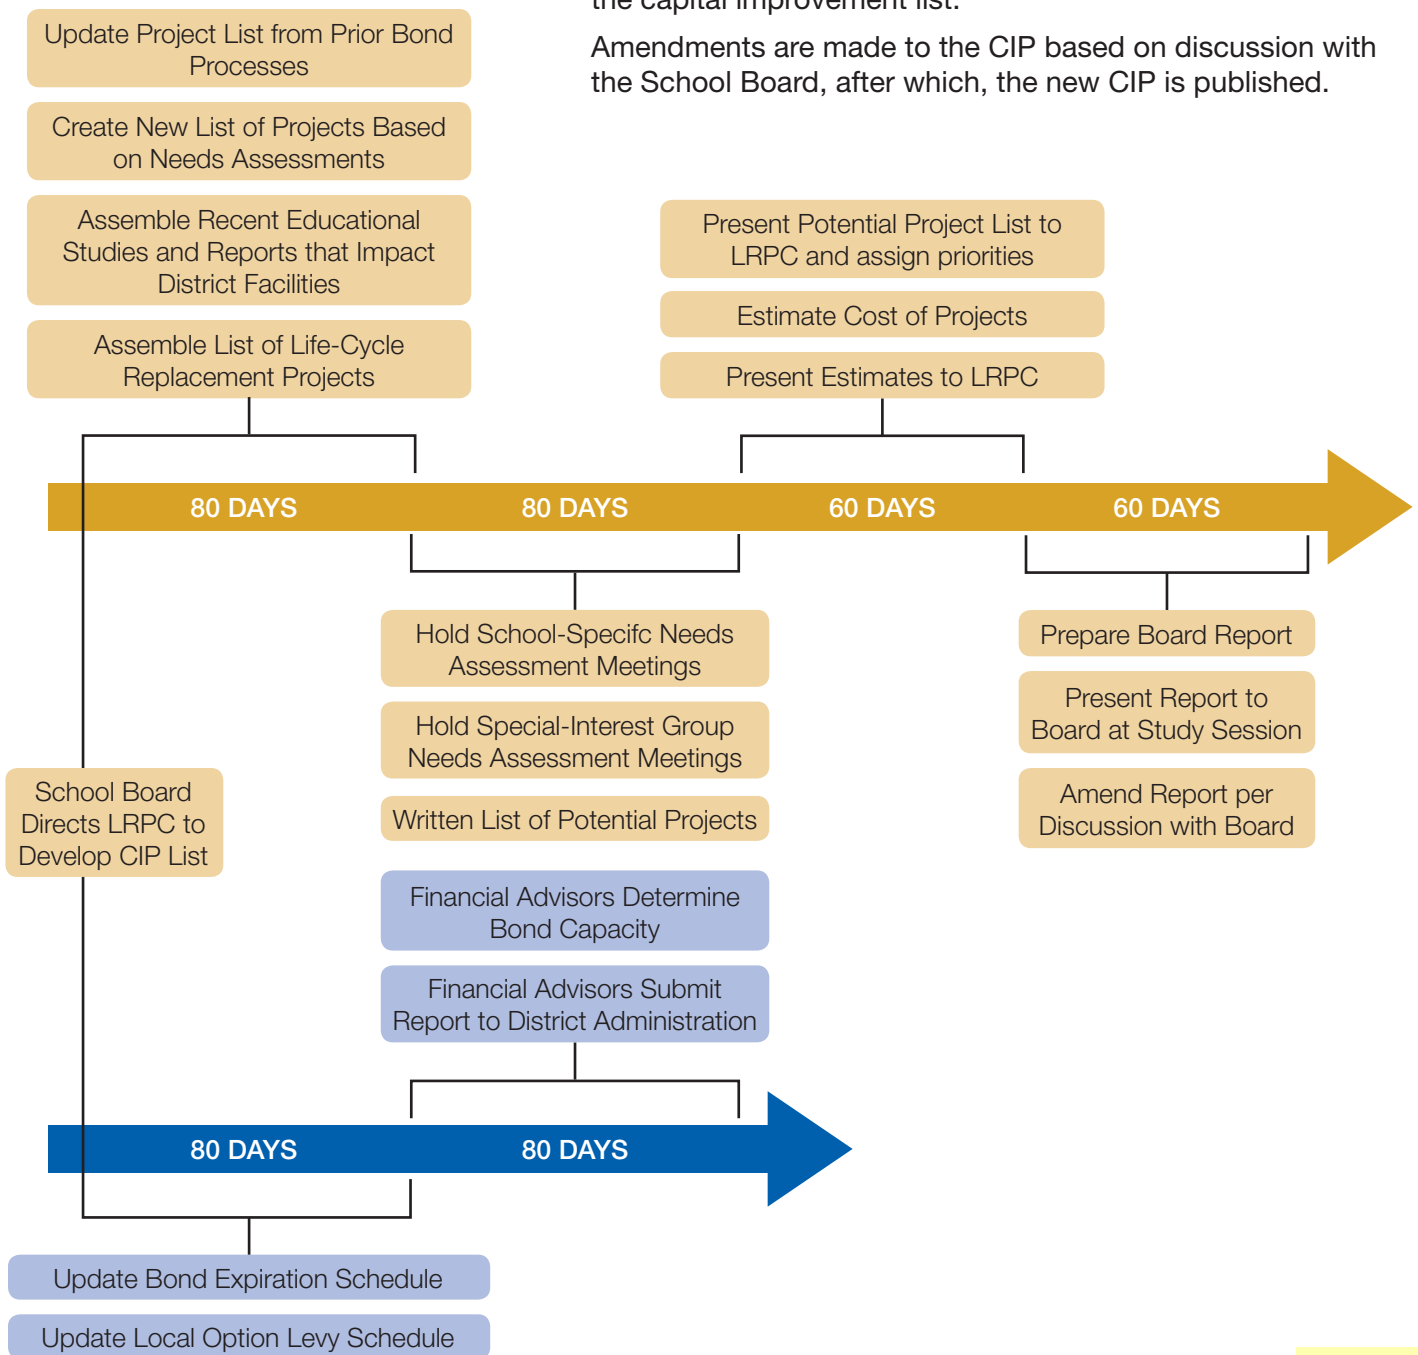 the capital improvement list.
Amendments are made to the CIP based on discussion with
the School Board, after which, the new CIP is published.
Update Project List from Prior Bond
Processes
Create New List of Projects Based
on Needs Assessments
Assemble Recent Educational
Studies and Reports that Impact
District Facilities
Assemble List of Life-Cycle
Replacement Projects
Present Potential Project List to
LRPC and assign priorities
Estimate Cost of Projects
Present Estimates to LRPC
80 DAYS
80 DAYS
60 DAYS
60 DAYS
Hold School-Specifc Needs
Assessment Meetings
Hold Special-Interest Group
Needs Assessment Meetings
Written List of Potential Projects
Prepare Board Report
Present Report to
Board at Study Session
Amend Report per
Discussion with Board
School Board
Directs LRPC to
Develop CIP List
Financial Advisors Determine
Bond Capacity
Financial Advisors Submit
Report to District Administration
80 DAYS
80 DAYS
Update Bond Expiration Schedule
Update Local Option Levy Schedule